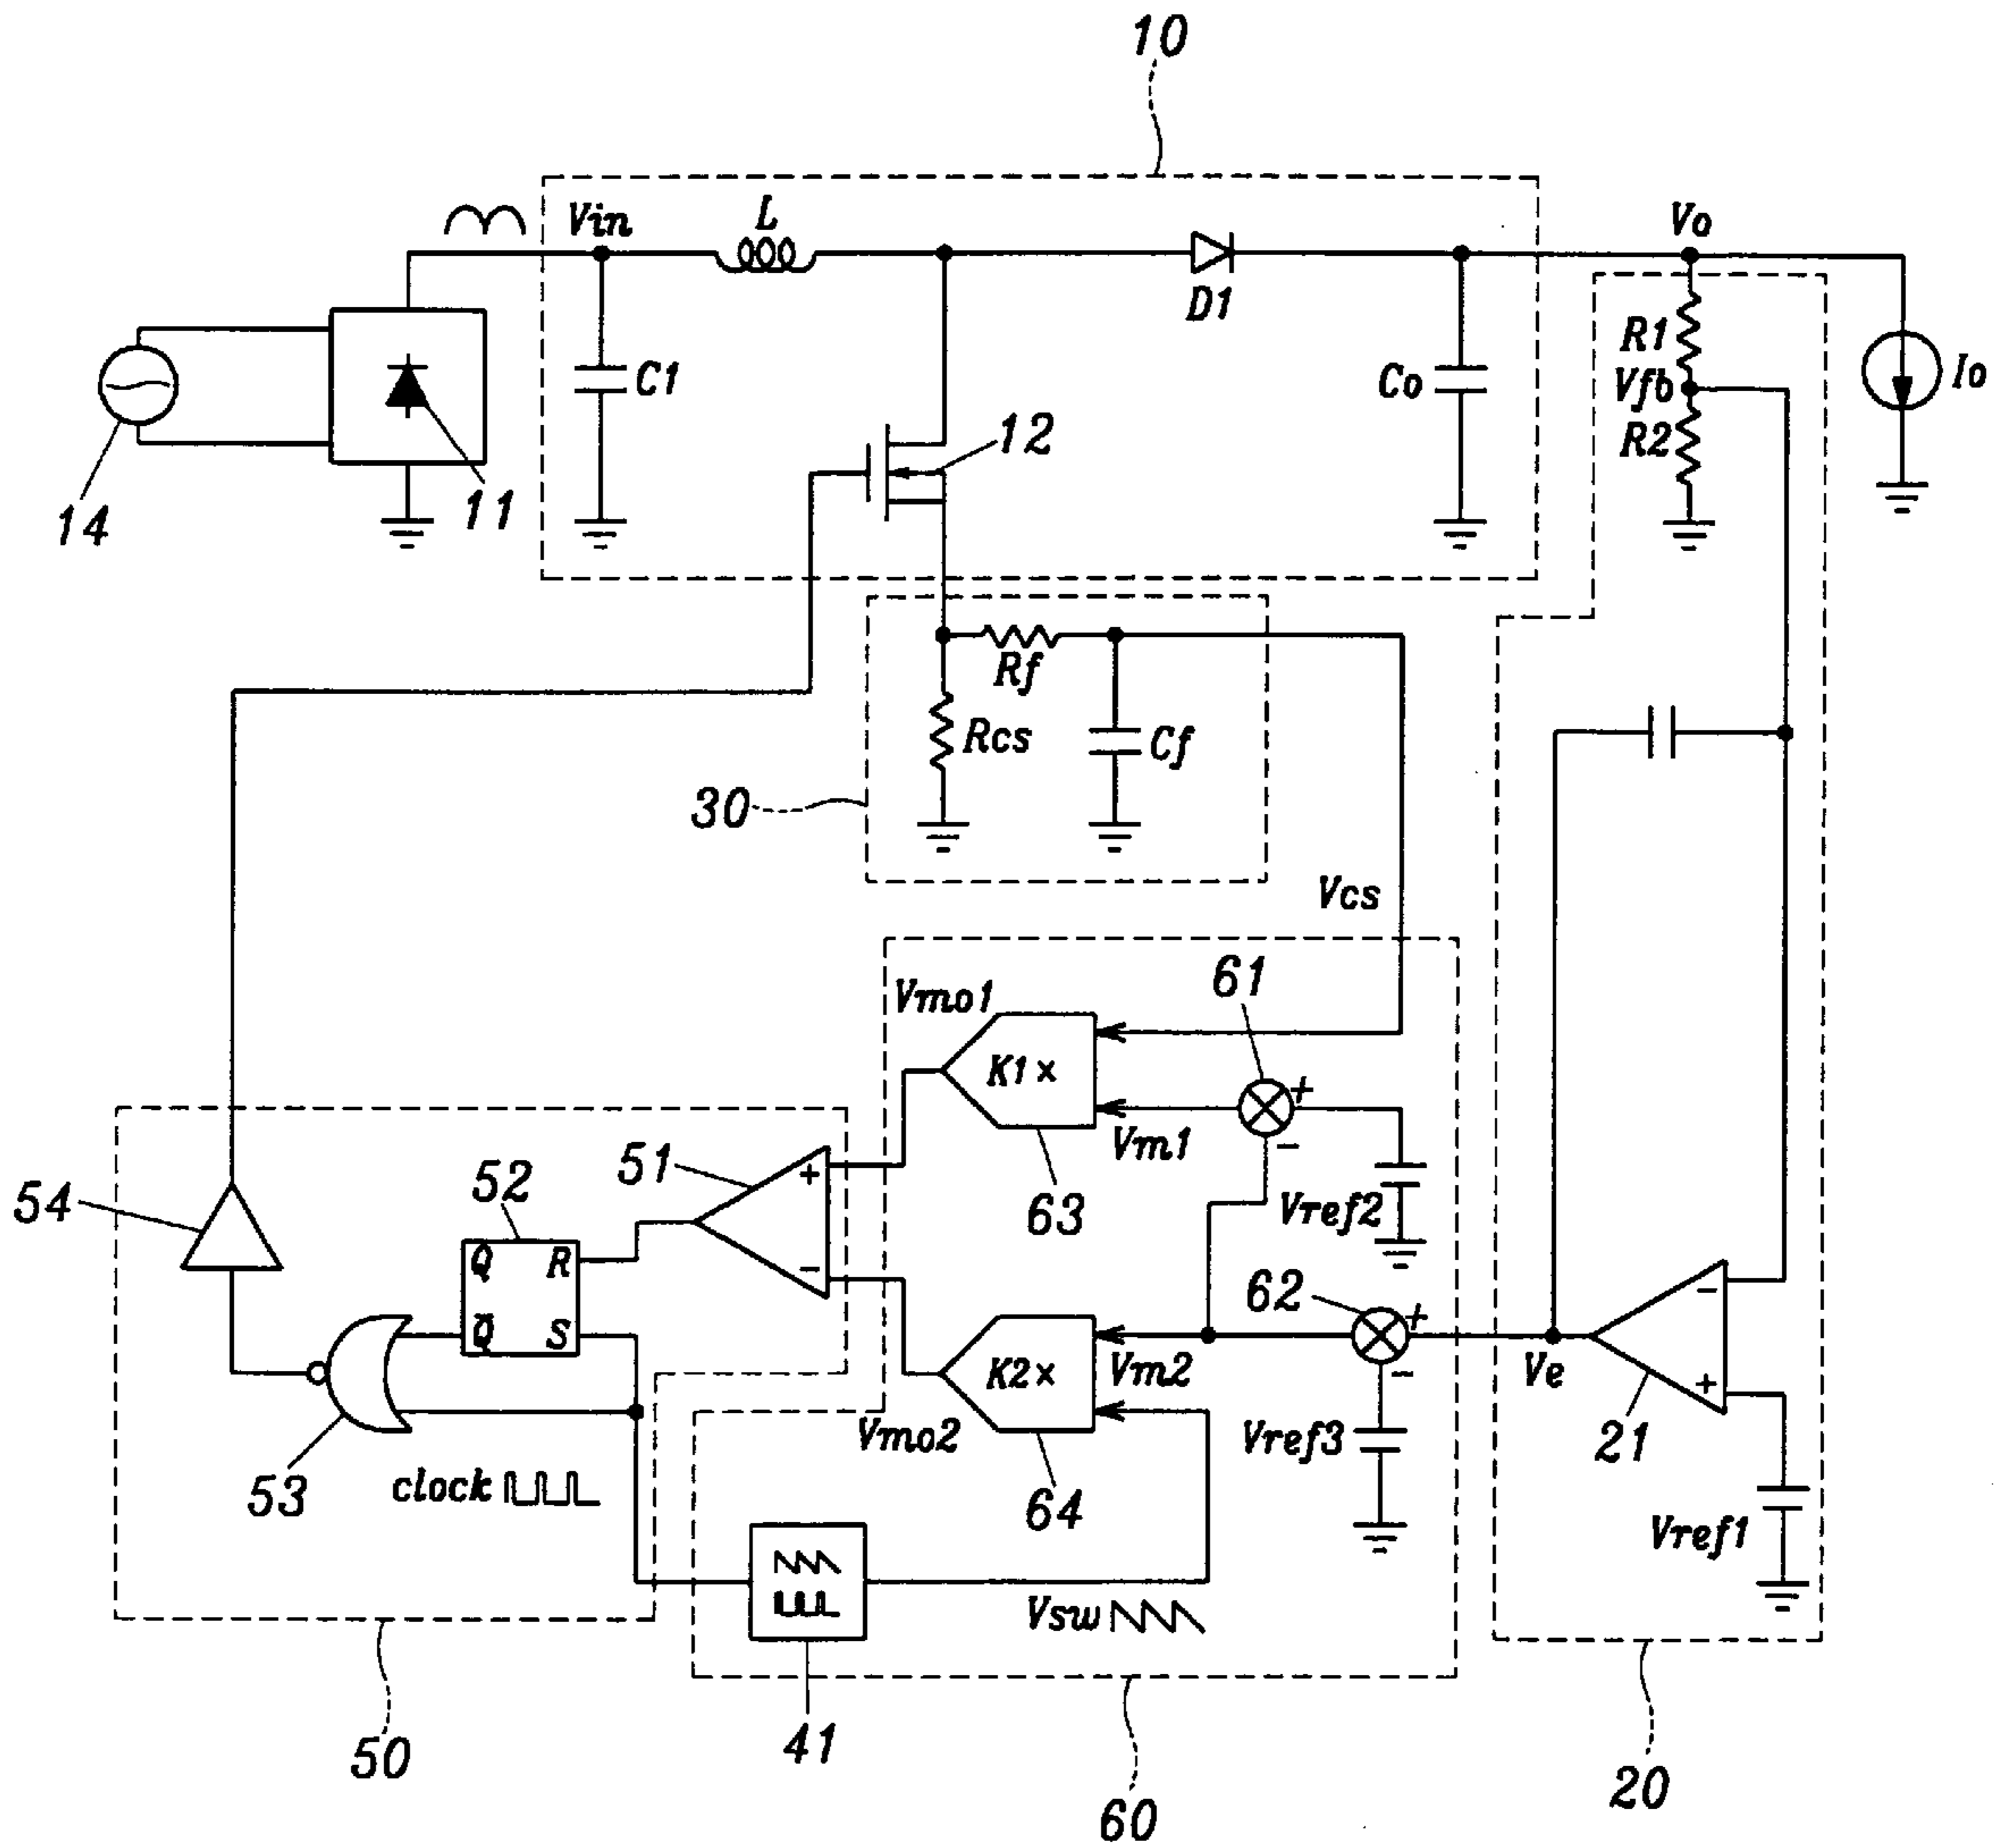 10
Vin
L
Vo
D1
R1
C1
Co
Vfb
Io
R2
12
11
14
Rf
Rcs
Cf
30
Vcs
61
Vmo1
K1×
+
Vm1
−
51
+
63
Vref2
52
54
Q
R
−
62
+
−
Q̅
S
K2×
Vm2
−
Ve
+
Vmo2
Vref3
21
53
clock
64
Vref1
Vsw
41
50
20
60